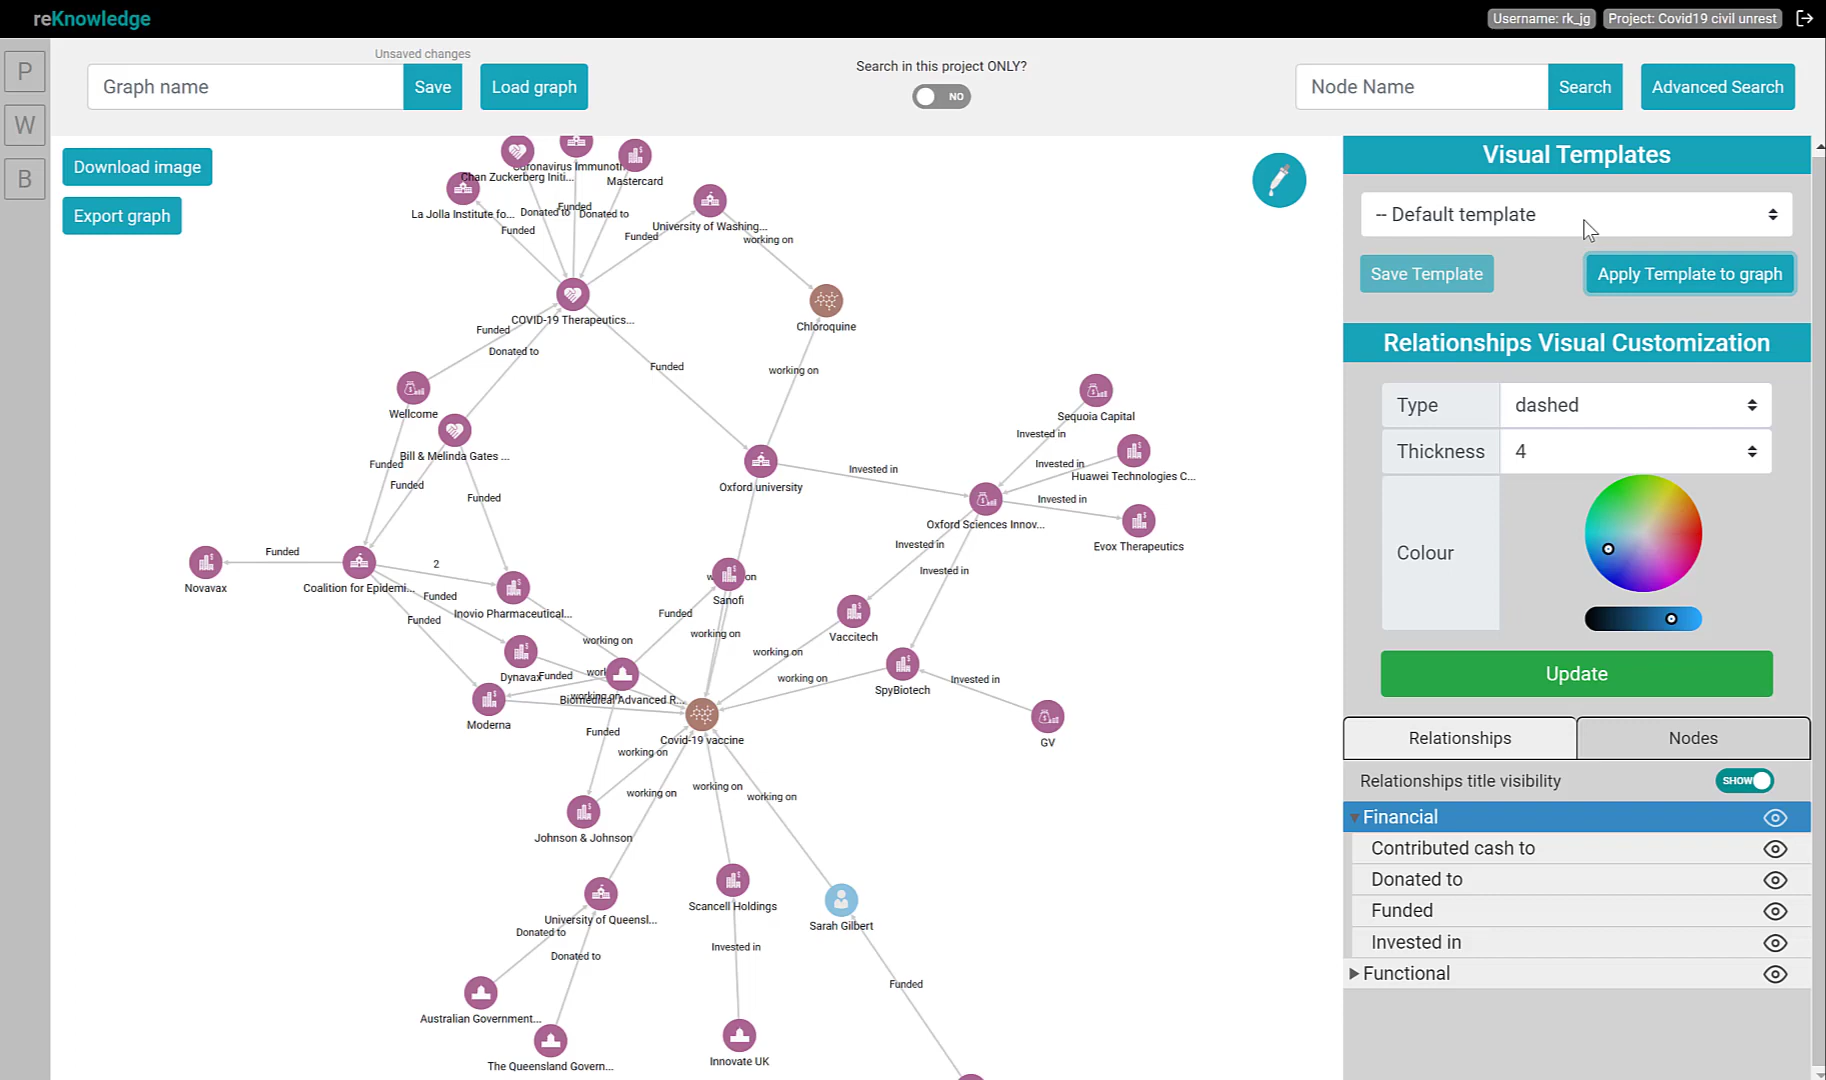 reKnowledge
Username: rk_jg
Project: Covid19 civil unrest
P
W
B
Unsaved changes
Graph name
Save
Load graph
Search in this project ONLY?
NO
Node Name
Search
Advanced Search
Download image
Export graph
Coronavirus Immunoth
Chan Zuckerberg Initi...
Mastercard
La Jolla Institute fo...
Donated to
Funded
Donated to
Funded
University of Washing...
Funded
working on
COVID-19 Therapeutics...
Chloroquine
Funded
Donated to
Funded
working on
Wellcome
Sequoia Capital
Invested in
Bill & Melinda Gates ...
Funded
Funded
Funded
Oxford university
Invested in
Invested in
Huawei Technologies C...
Invested in
Oxford Sciences Innov...
Evox Therapeutics
Invested in
Invested in
Novavax
Funded
Coalition for Epidemi...
2
Funded
Funded
Inovio Pharmaceutical...
Sanofi
Funded
working on
working on
Vaccitech
working on
working on
SpyBiotech
Invested in
GV
Dynavax
Funded
working on
Biomedical Advanced R...
Moderna
Covid-19 vaccine
Funded
working on
working on
working on
working on
Johnson & Johnson
University of Queensl...
Donated to
Donated to
Scancell Holdings
Invested in
Sarah Gilbert
Funded
Australian Government...
The Queensland Govern...
Innovate UK
Visual Templates
-- Default template
Save Template
Apply Template to graph
Relationships Visual Customization
Type
dashed
Thickness
4
Colour
Update
Relationships
Nodes
Relationships title visibility
SHOW
Financial
Contributed cash to
Donated to
Funded
Invested in
Functional